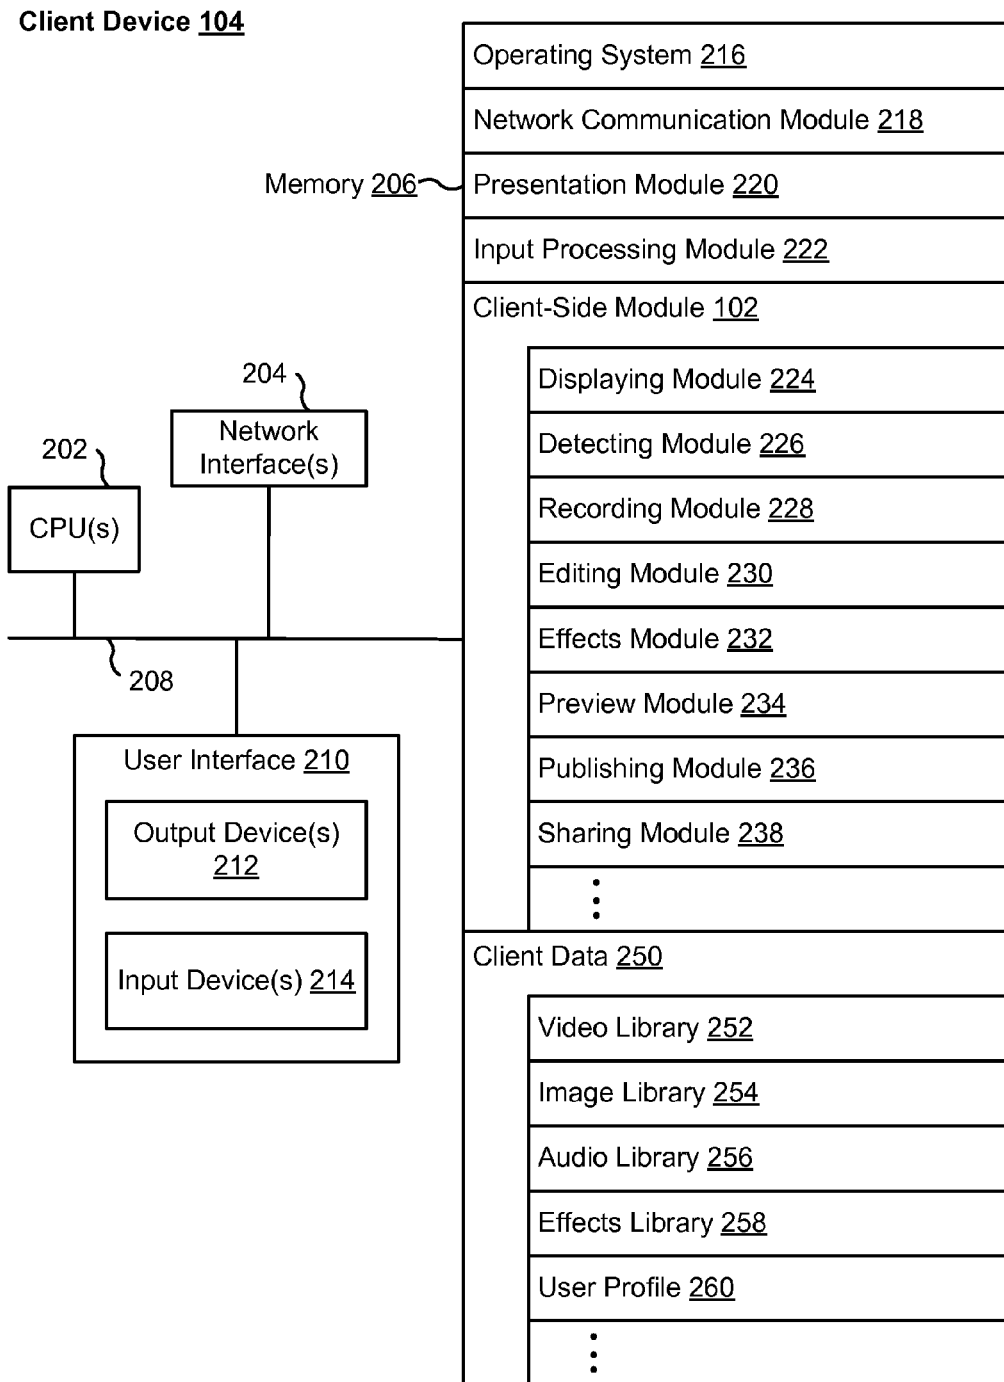 Client Device 104
Operating System 216
Network Communication Module 218
Memory 206
Presentation Module 220
Input Processing Module 222
Client-Side Module 102
Displaying Module 224
Detecting Module 226
Recording Module 228
Editing Module 230
Effects Module 232
Preview Module 234
Publishing Module 236
Sharing Module 238
Client Data 250
Video Library 252
Image Library 254
Audio Library 256
Effects Library 258
User Profile 260
204
Network
Interface(s)
202
CPU(s)
208
User Interface 210
Output Device(s)
212
Input Device(s) 214